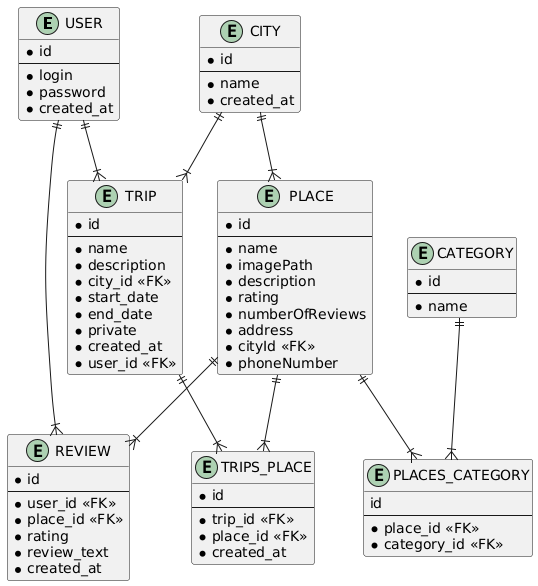 E USER
* id
* login
* password
* created_at
E CITY
* id
* name
* created_at
E TRIP
* id
* name
* description
* city_id «FK»
* start_date
* end_date
* private
* created_at
* user_id «FK»
E PLACE
* id
* name
* imagePath
* description
* rating
* numberOfReviews
* address
* cityId «FK»
* phoneNumber
E CATEGORY
* id
* name
E REVIEW
* id
* user_id «FK»
* place_id «FK»
* rating
* review_text
* created_at
E TRIPS_PLACE
* id
* trip_id «FK»
* place_id «FK»
* created_at
E PLACES_CATEGORY
id
* place_id «FK»
* category_id «FK»